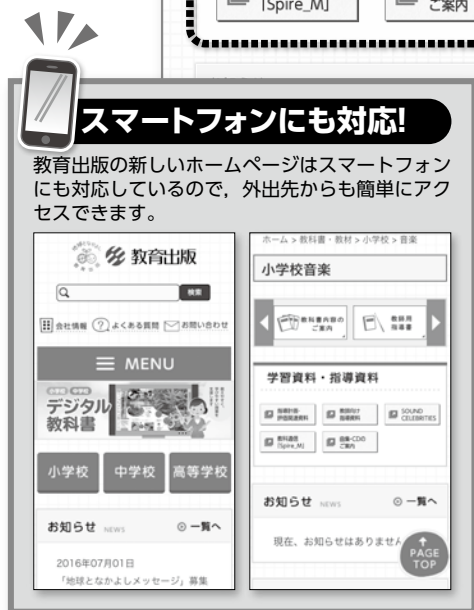 [Spire_M]
ご案内
スマートフォンにも対応!
教育出版の新しいホームページはスマートフォン
にも対応しているので，外出先からも簡単にアク
セスできます。
教育出版
検索
会社情報 よくある質問 お問い合わせ
MENU
小学校 中学校
デジタル
教科書
小学校 中学校 高等学校
お知らせ NEWS 一覧へ
2016年07月01日
「地球となかよしメッセージ」募集
ホーム > 教科書・教材 > 小学校 > 音楽
小学校音楽
教科書内容の
ご案内
教師用
指導書
学習資料・指導資料
指導計画・
評価関連資料
教師向け
指導資料
SOUND
CELEBRITIES
教科通信
[Spire_M]
曲集・CDの
ご案内
お知らせ NEWS 一覧へ
現在、お知らせはありません
PAGE
TOP